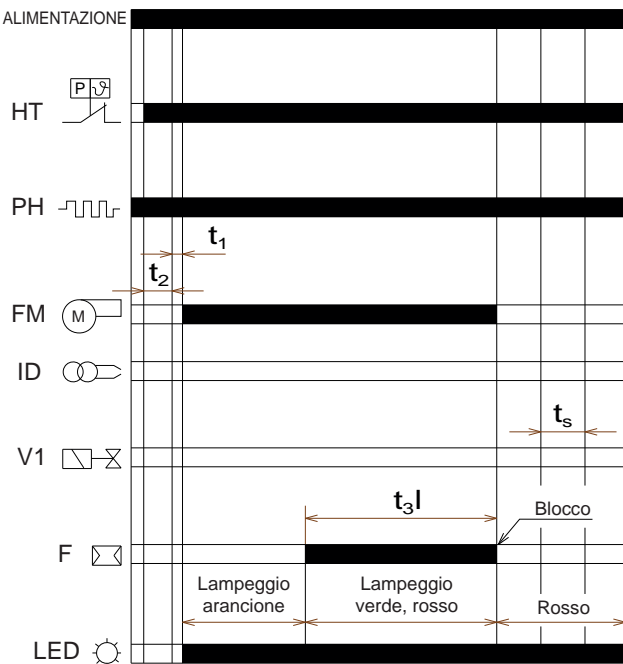 ALIMENTAZIONE
P ϑ
HT
PH
t₁
t₂
FM M
ID
tₛ
V1
t₃l
Blocco
F
Lampeggio
arancione
Lampeggio
verde, rosso
Rosso
LED